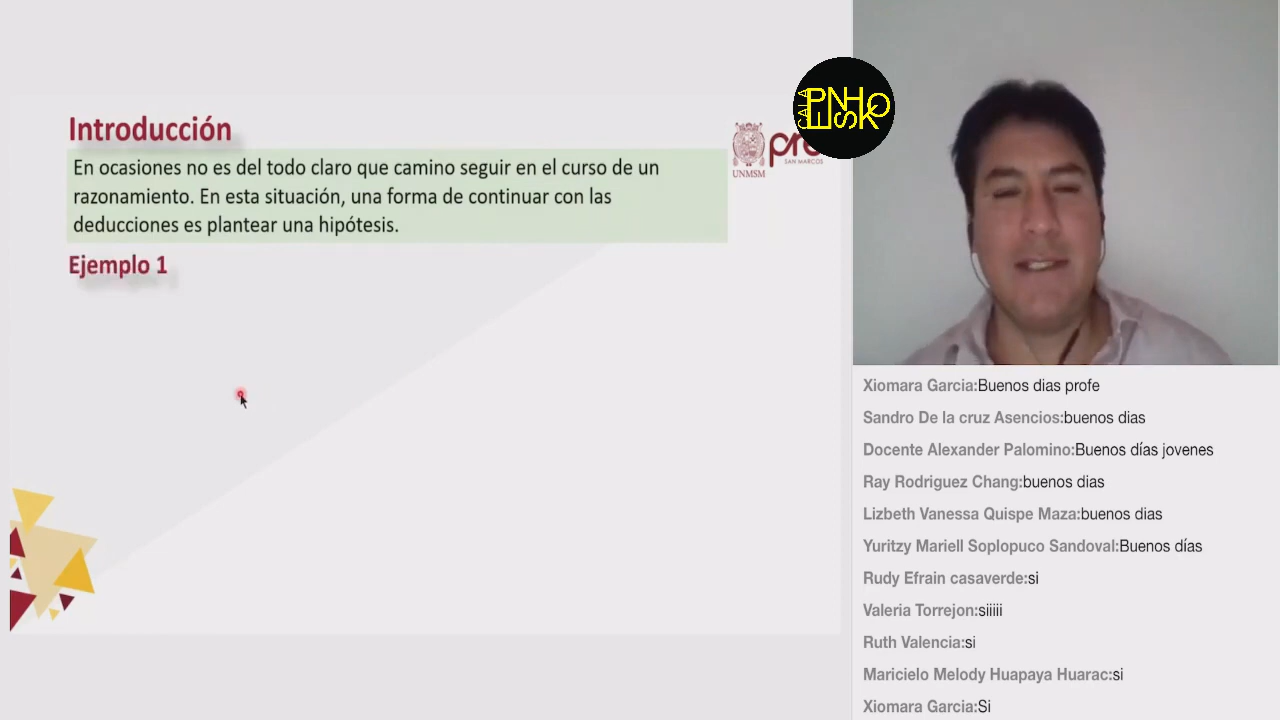 Introducción
En ocasiones no es del todo claro que camino seguir en el curso de un
razonamiento. En esta situación, una forma de continuar con las
deducciones es plantear una hipótesis.
Ejemplo 1
UNMSM
pre
SAN MARCOS
CALA
PNHO
ESK
Xiomara Garcia:Buenos dias profe
Sandro De la cruz Asencios:buenos dias
Docente Alexander Palomino:Buenos días jovenes
Ray Rodriguez Chang:buenos dias
Lizbeth Vanessa Quispe Maza:buenos dias
Yuritzy Mariell Soplopuco Sandoval:Buenos días
Rudy Efrain casaverde:si
Valeria Torrejon:siiiii
Ruth Valencia:si
Maricielo Melody Huapaya Huarac:si
Xiomara Garcia:Si